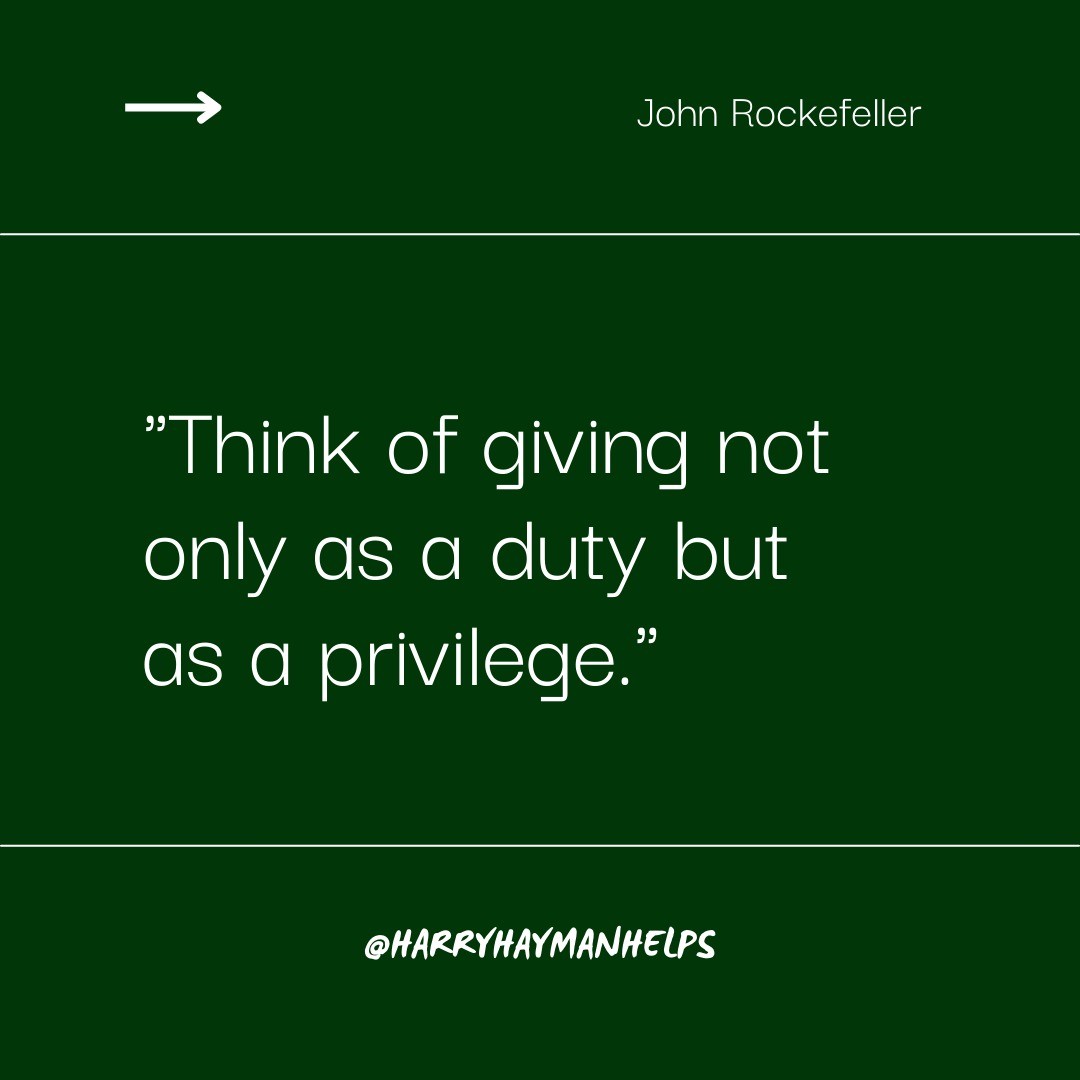 John Rockefeller
”Think of giving not
only as a duty but
as a privilege.”
@HARRYHAYMANHELPS